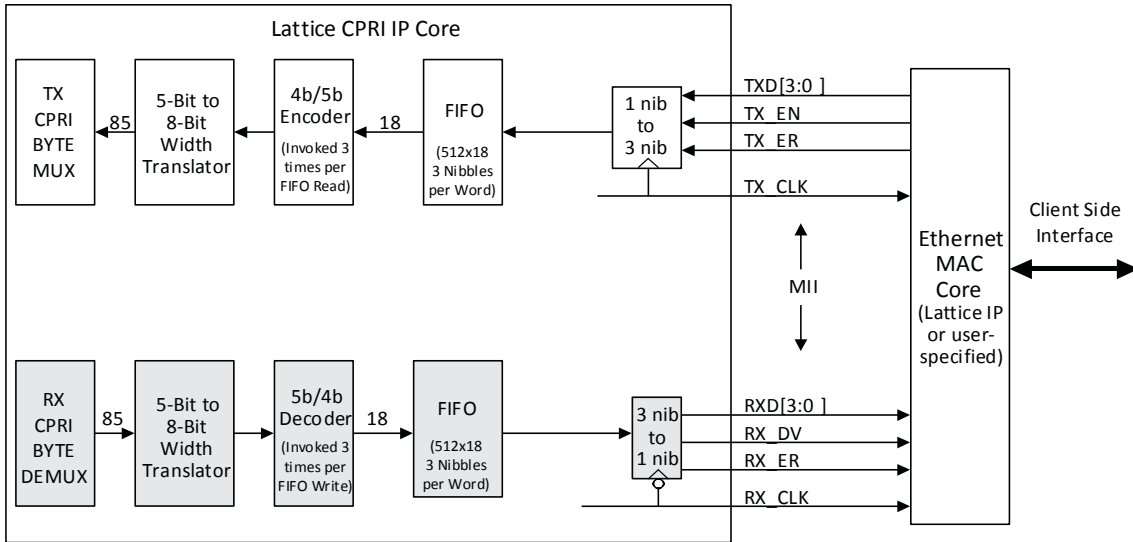 Lattice CPRI IP Core
TX
CPRI
BYTE
MUX
85
5-Bit to
8-Bit
Width
Translator
4b/5b
Encoder
(Invoked 3
times per
FIFO Read)
18
FIFO
(512x18
3 Nibbles
per Word)
1 nib
to
3 nib
TXD[3:0 ]
TX_EN
TX_ER
TX_CLK
MII
Ethernet
MAC
Core
(Lattice IP
or user-
specified)
Client Side
Interface
RX
CPRI
BYTE
DEMUX
85
5-Bit to
8-Bit
Width
Translator
5b/4b
Decoder
(Invoked 3
times per
FIFO Write)
18
FIFO
(512x18
3 Nibbles
per Word)
3 nib
to
1 nib
RXD[3:0 ]
RX_DV
RX_ER
RX_CLK